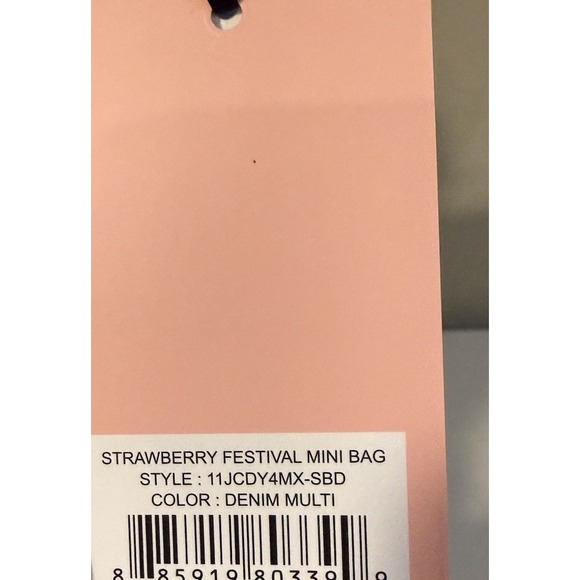 STRAWBERRY FESTIVAL MINI BAG
STYLE : 11JCDY4MX-SBD
COLOR : DENIM MULTI
8 85919 80339 9